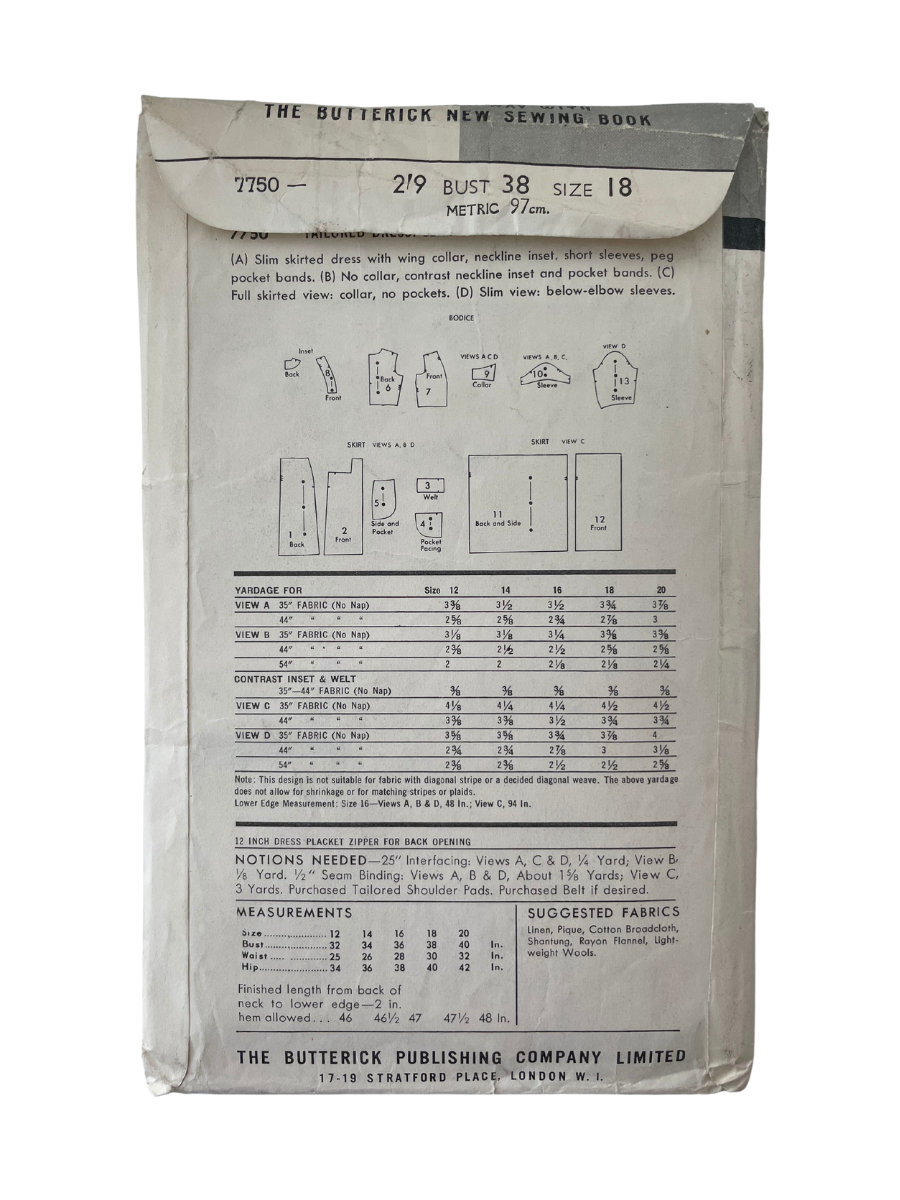 THE BUTTERICK NEW SEWING BOOK
7750 — 2/9 BUST 38 SIZE 18
METRIC 97cm.
7750 TAILORED
(A) Slim skirted dress with wing collar, neckline inset, short sleeves, peg
pocket bands. (B) No collar, contrast neckline inset and pocket bands. (C)
Full skirted view: collar, no pockets. (D) Slim view: below-elbow sleeves.
BODICE
Inset
Back
8
Front
Back
6
Front
7
VIEWS A C D
9
Collar
VIEWS A, B, C,
10
Sleeve
VIEW D
13
Sleeve
SKIRT VIEWS A, B D
SKIRT VIEW C
1
Back
2
Front
5
Side and
Pocket
3
Welt
4
Pocket
Facing
11
Back and Side
12
Front
YARDAGE FOR Size 12 14 16 18 20
VIEW A 35" FABRIC (No Nap) 3⅜ 3½ 3½ 3¾ 3⅞
44" " " " 2⅝ 2⅝ 2¾ 2⅞ 3
VIEW B 35" FABRIC (No Nap) 3⅛ 3⅛ 3¼ 3⅜ 3⅜
44" " " " 2⅜ 2½ 2½ 2⅝ 2⅝
54" " " " 2 2 2⅛ 2⅛ 2¼
CONTRAST INSET & WELT
35"—44" FABRIC (No Nap) ⅜ ⅜ ⅜ ⅜ ⅜
VIEW C 35" FABRIC (No Nap) 4⅛ 4¼ 4¼ 4½ 4½
44" " " " 3⅜ 3⅜ 3½ 3¾ 3¾
VIEW D 35" FABRIC (No Nap) 3⅝ 3⅝ 3¾ 3⅞ 4
44" " " " 2¾ 2¾ 2⅞ 3 3⅛
54" " " " 2⅜ 2⅜ 2½ 2½ 2⅝
Note: This design is not suitable for fabric with diagonal stripe or a decided diagonal weave. The above yardage
does not allow for shrinkage or for matching stripes or plaids.
Lower Edge Measurement: Size 16—Views A, B & D, 48 In.; View C, 94 In.
12 INCH DRESS PLACKET ZIPPER FOR BACK OPENING
NOTIONS NEEDED—25" Interfacing: Views A, C & D, ¼ Yard; View B,
⅛ Yard. ½" Seam Binding: Views A, B & D, About 1⅝ Yards; View C,
3 Yards. Purchased Tailored Shoulder Pads. Purchased Belt if desired.
MEASUREMENTS
Size...................... 12 14 16 18 20
Bust...................... 32 34 36 38 40 In.
Waist ..... .............. 25 26 28 30 32 In.
Hip........................ 34 36 38 40 42 In.
Finished length from back of
neck to lower edge—2 in.
hem allowed... 46 46½ 47 47½ 48 In.
SUGGESTED FABRICS
Linen, Pique, Cotton Broadcloth,
Shantung, Rayon Flannel, Light-
weight Wools.
THE BUTTERICK PUBLISHING COMPANY LIMITED
17-19 STRATFORD PLACE, LONDON W. I.